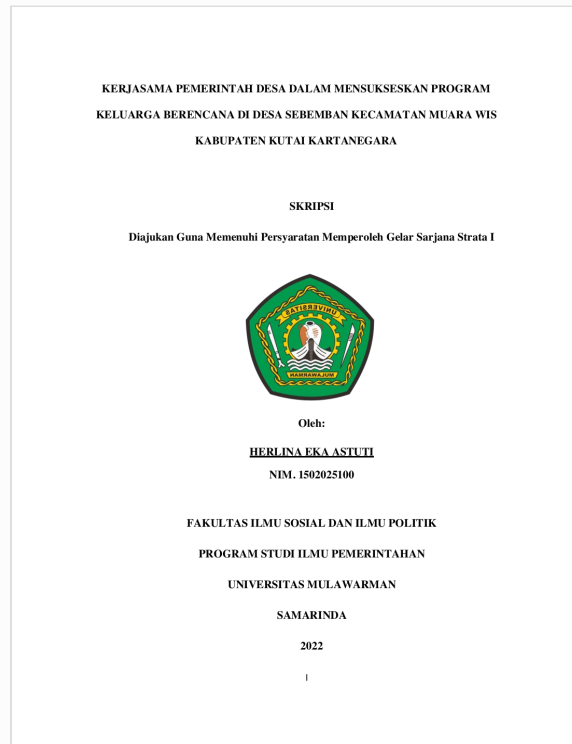 KERJASAMA PEMERINTAH DESA DALAM MENSUKSESKAN PROGRAM
KELUARGA BERENCANA DI DESA SEBEMBAN KECAMATAN MUARA WIS
KABUPATEN KUTAI KARTANEGARA
SKRIPSI
Diajukan Guna Memenuhi Persyaratan Memperoleh Gelar Sarjana Strata I
UNIVERSITAS
MULAWARMAN
Oleh:
HERLINA EKA ASTUTI
NIM. 1502025100
FAKULTAS ILMU SOSIAL DAN ILMU POLITIK
PROGRAM STUDI ILMU PEMERINTAHAN
UNIVERSITAS MULAWARMAN
SAMARINDA
2022
I